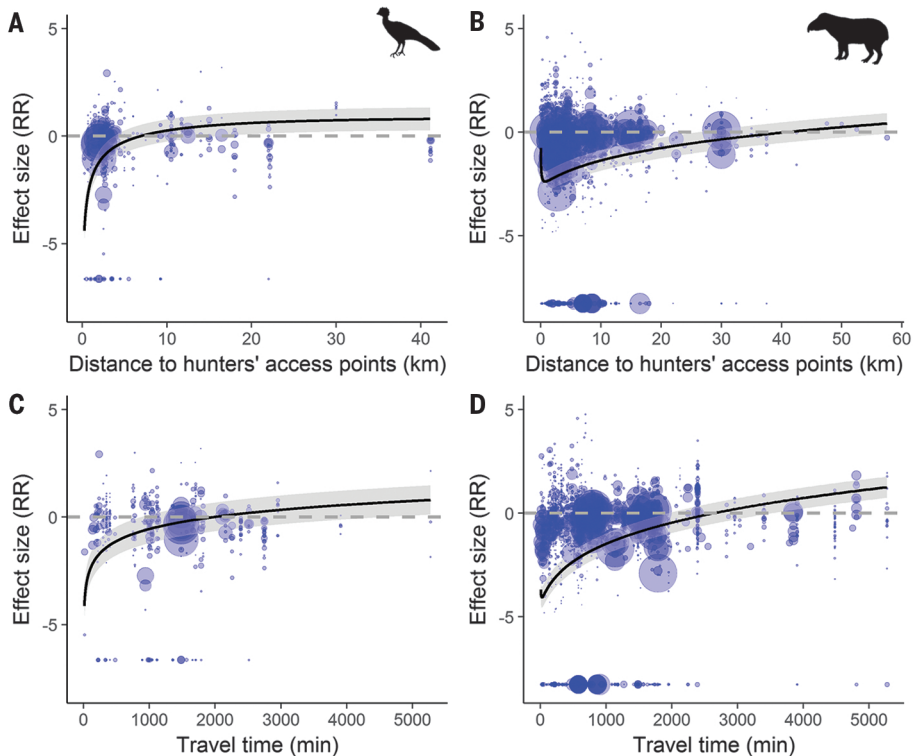 A
5
0
-5
Effect size (RR)
0 10 20 30 40
Distance to hunters' access points (km)
B
5
0
-5
Effect size (RR)
0 10 20 30 40 50 60
Distance to hunters' access points (km)
C
5
0
-5
Effect size (RR)
0 1000 2000 3000 4000 5000
Travel time (min)
D
5
0
-5
Effect size (RR)
0 1000 2000 3000 4000 5000
Travel time (min)